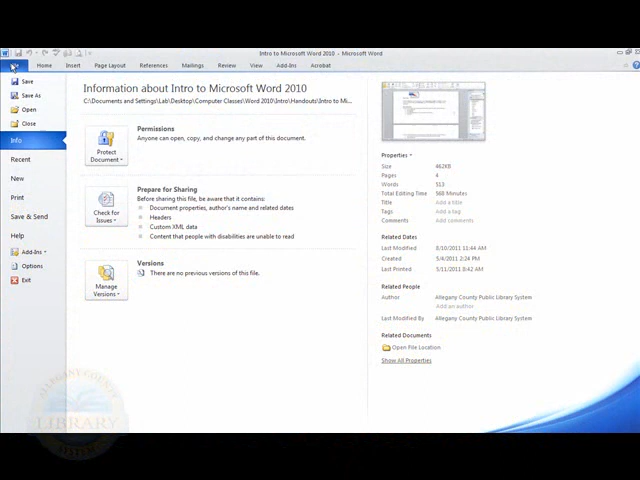 Intro to Microsoft Word 2010 - Microsoft Word
Home Insert Page Layout References Mailings Review View Add-Ins Acrobat
Save
Save As
Open
Close
Info
Recent
New
Print
Save & Send
Help
Add-Ins
Options
Exit
Information about Intro to Microsoft Word 2010
C:\Documents and Settings\Lab\Desktop\Computer Classes\Word 2010\Intro\Handouts\Intro to Mi...
Protect
Document
Permissions
Anyone can open, copy, and change any part of this document.
Check for
Issues
Prepare for Sharing
Before sharing this file, be aware that it contains:
Document properties, author's name and related dates
Headers
Custom XML data
Content that people with disabilities are unable to read
Manage
Versions
Versions
There are no previous versions of this file.
Properties
Size 462KB
Pages 4
Words 513
Total Editing Time 568 Minutes
Title Add a title
Tags Add a tag
Comments Add comments
Related Dates
Last Modified 8/10/2011 11:44 AM
Created 5/4/2011 2:24 PM
Last Printed 5/11/2011 8:42 AM
Related People
Author Allegany County Public Library System
Add an author
Last Modified By Allegany County Public Library System
Related Documents
Open File Location
Show All Properties
ALLEGANY COUNTY
LIBRARY
SYSTEM